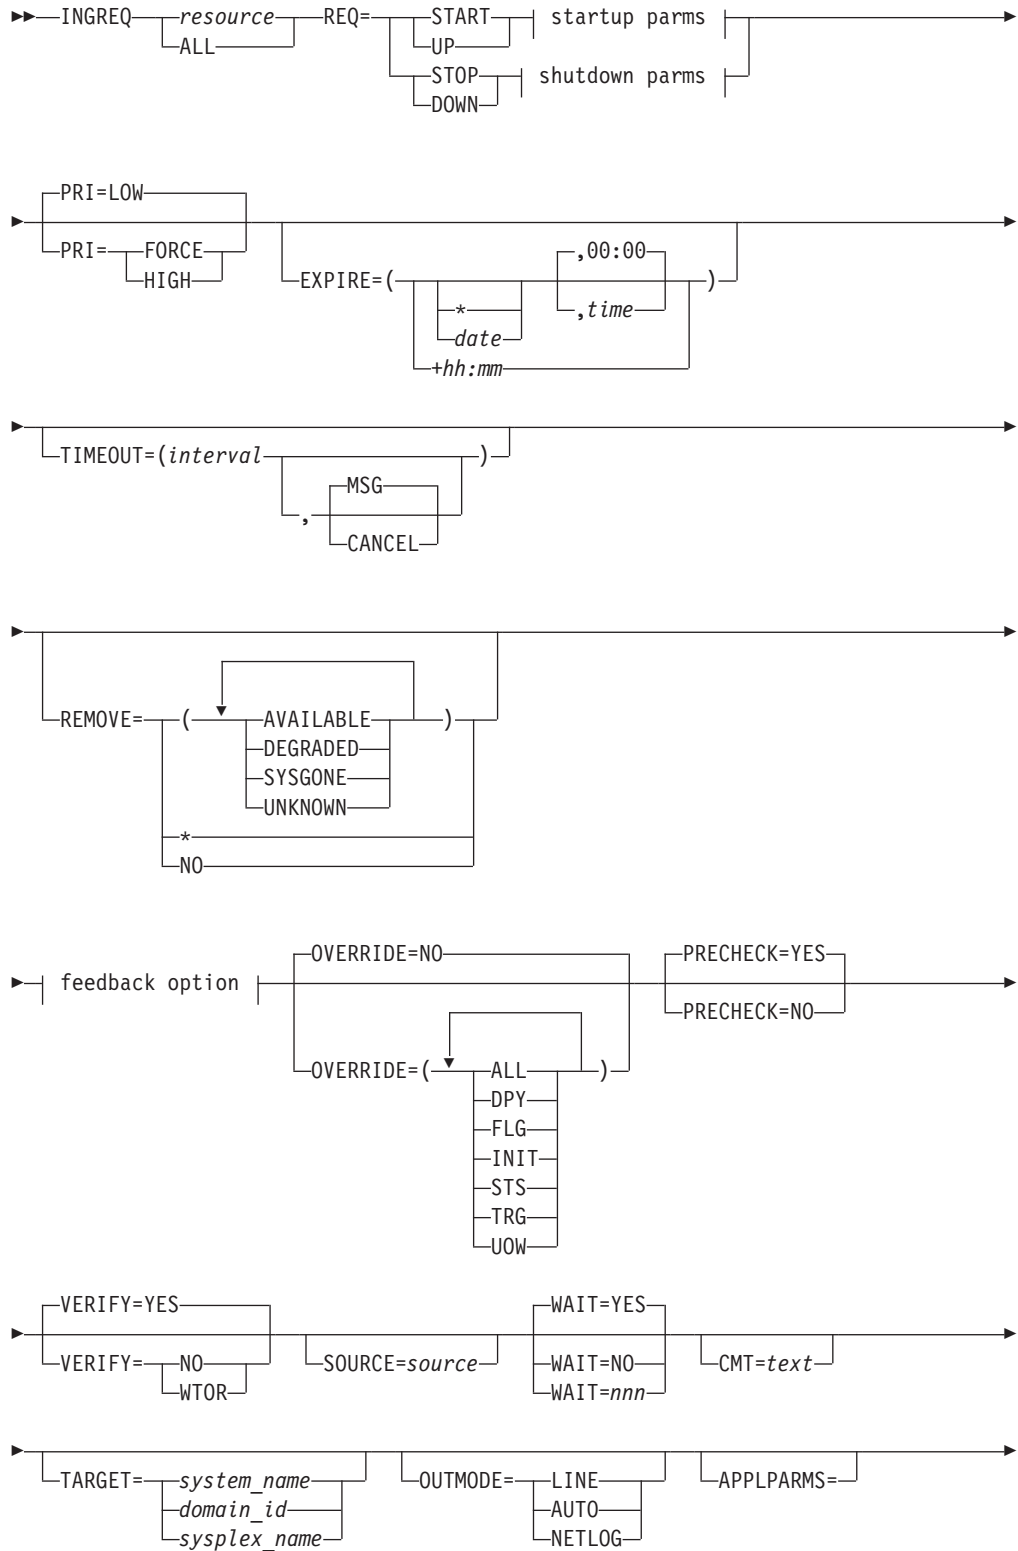 INGREQ resource REQ= START startup parms
ALL UP
STOP shutdown parms
DOWN
PRI=LOW
PRI= FORCE
HIGH
EXPIRE=( * ,00:00 )
date ,time
+hh:mm
TIMEOUT=(interval )
, MSG
CANCEL
REMOVE= ( AVAILABLE )
DEGRADED
SYSGONE
UNKNOWN
*
NO
feedback option OVERRIDE=NO PRECHECK=YES
PRECHECK=NO
OVERRIDE=( ALL )
DPY
FLG
INIT
STS
TRG
UOW
VERIFY=YES WAIT=YES
VERIFY= NO SOURCE=source WAIT=NO CMT=text
WTOR WAIT=nnn
TARGET= system_name OUTMODE= LINE APPLPARMS=
domain_id AUTO
sysplex_name NETLOG